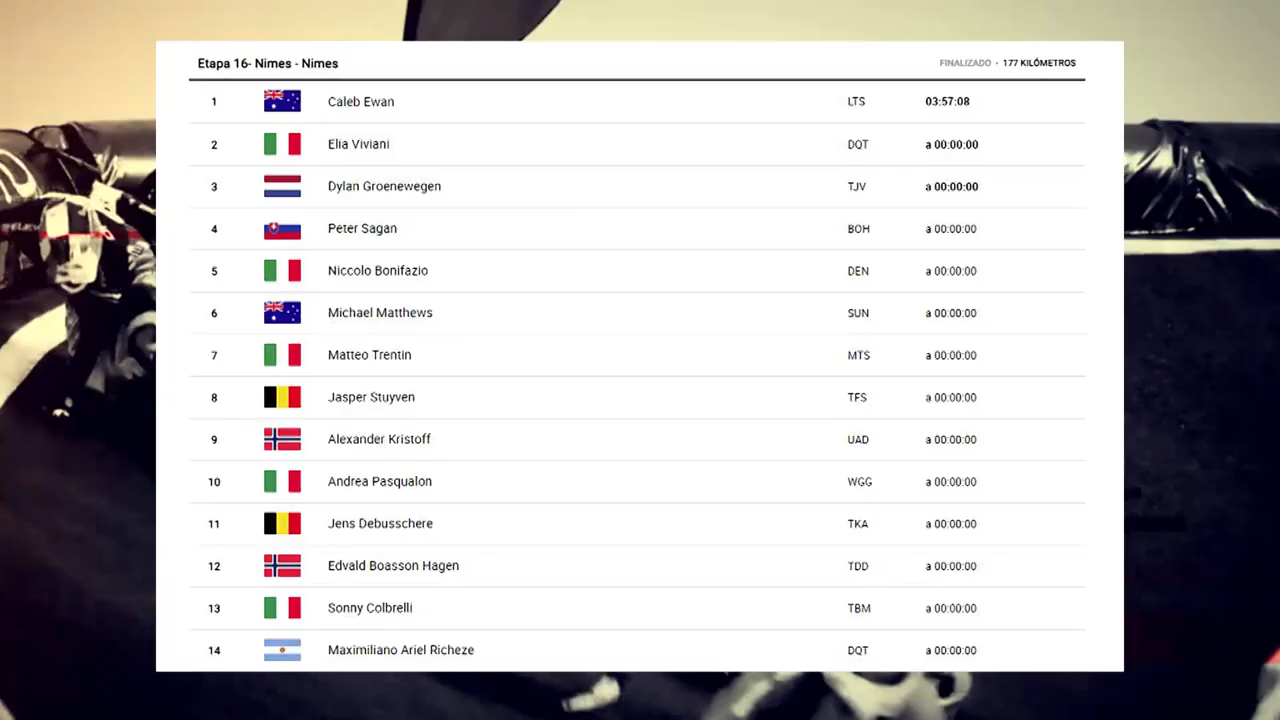 Etapa 16- Nimes - Nimes FINALIZADO • 177 KILÓMETROS
1 Caleb Ewan LTS 03:57:08
2 Elia Viviani DQT a 00:00:00
3 Dylan Groenewegen TJV a 00:00:00
4 Peter Sagan BOH a 00:00:00
5 Niccolo Bonifazio DEN a 00:00:00
6 Michael Matthews SUN a 00:00:00
7 Matteo Trentin MTS a 00:00:00
8 Jasper Stuyven TFS a 00:00:00
9 Alexander Kristoff UAD a 00:00:00
10 Andrea Pasqualon WGG a 00:00:00
11 Jens Debusschere TKA a 00:00:00
12 Edvald Boasson Hagen TDD a 00:00:00
13 Sonny Colbrelli TBM a 00:00:00
14 Maximiliano Ariel Richeze DQT a 00:00:00